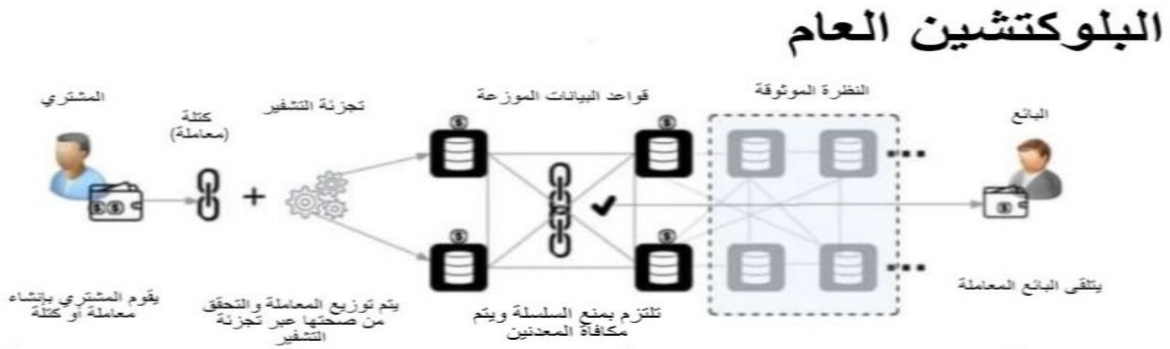 البلوكتشين العام
المشتري
كتلة
(معاملة)
تجزئة التشفير
قواعد البيانات الموزعة
النظرة الموثوقة
البائع
يقوم المشتري بإنشاء
معاملة أو كتلة
يتم توزيع المعاملة والتحقق
من صحتها عبر تجزئة
التشفير
تلتزم بمنع السلسلة ويتم
مكافأة المعدنين
يتلقى البائع المعاملة